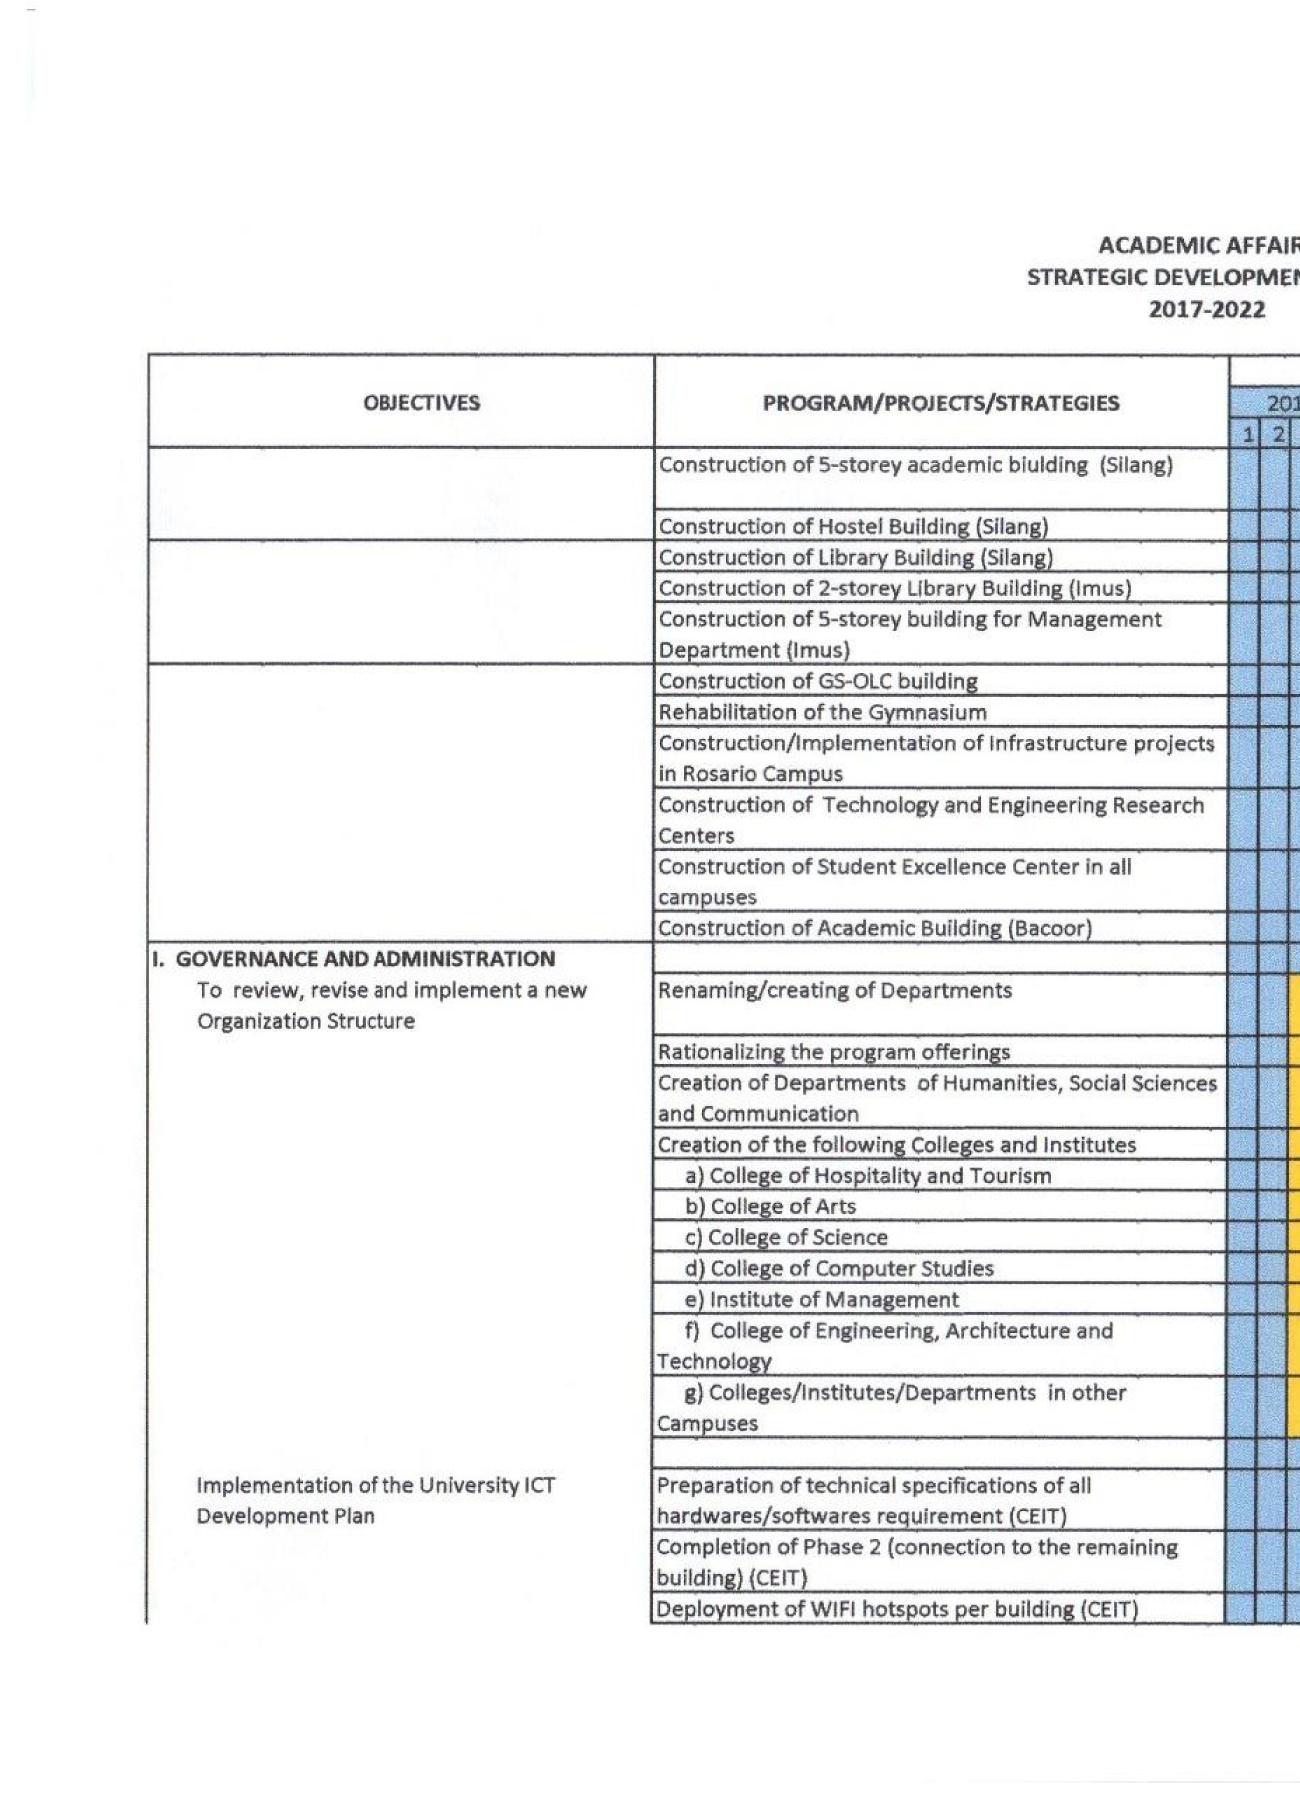 ACADEMIC AFFAIR
STRATEGIC DEVELOPMEN
2017-2022
OBJECTIVES
PROGRAM/PROJECTS/STRATEGIES
201
1 2
Construction of 5-storey academic biulding (Silang)
Construction of Hostel Building (Silang)
Construction of Library Building (Silang)
Construction of 2-storey Library Building (Imus)
Construction of 5-storey building for Management
Department (Imus)
Construction of GS-OLC building
Rehabilitation of the Gymnasium
Construction/Implementation of Infrastructure projects
in Rosario Campus
Construction of Technology and Engineering Research
Centers
Construction of Student Excellence Center in all
campuses
Construction of Academic Building (Bacoor)
I. GOVERNANCE AND ADMINISTRATION
To review, revise and implement a new
Organization Structure
Renaming/creating of Departments
Rationalizing the program offerings
Creation of Departments of Humanities, Social Sciences
and Communication
Creation of the following Colleges and Institutes
a) College of Hospitality and Tourism
b) College of Arts
c) College of Science
d) College of Computer Studies
e) Institute of Management
f) College of Engineering, Architecture and
Technology
g) Colleges/Institutes/Departments in other
Campuses
Implementation of the University ICT
Development Plan
Preparation of technical specifications of all
hardwares/softwares requirement (CEIT)
Completion of Phase 2 (connection to the remaining
building) (CEIT)
Deployment of WIFI hotspots per building (CEIT)